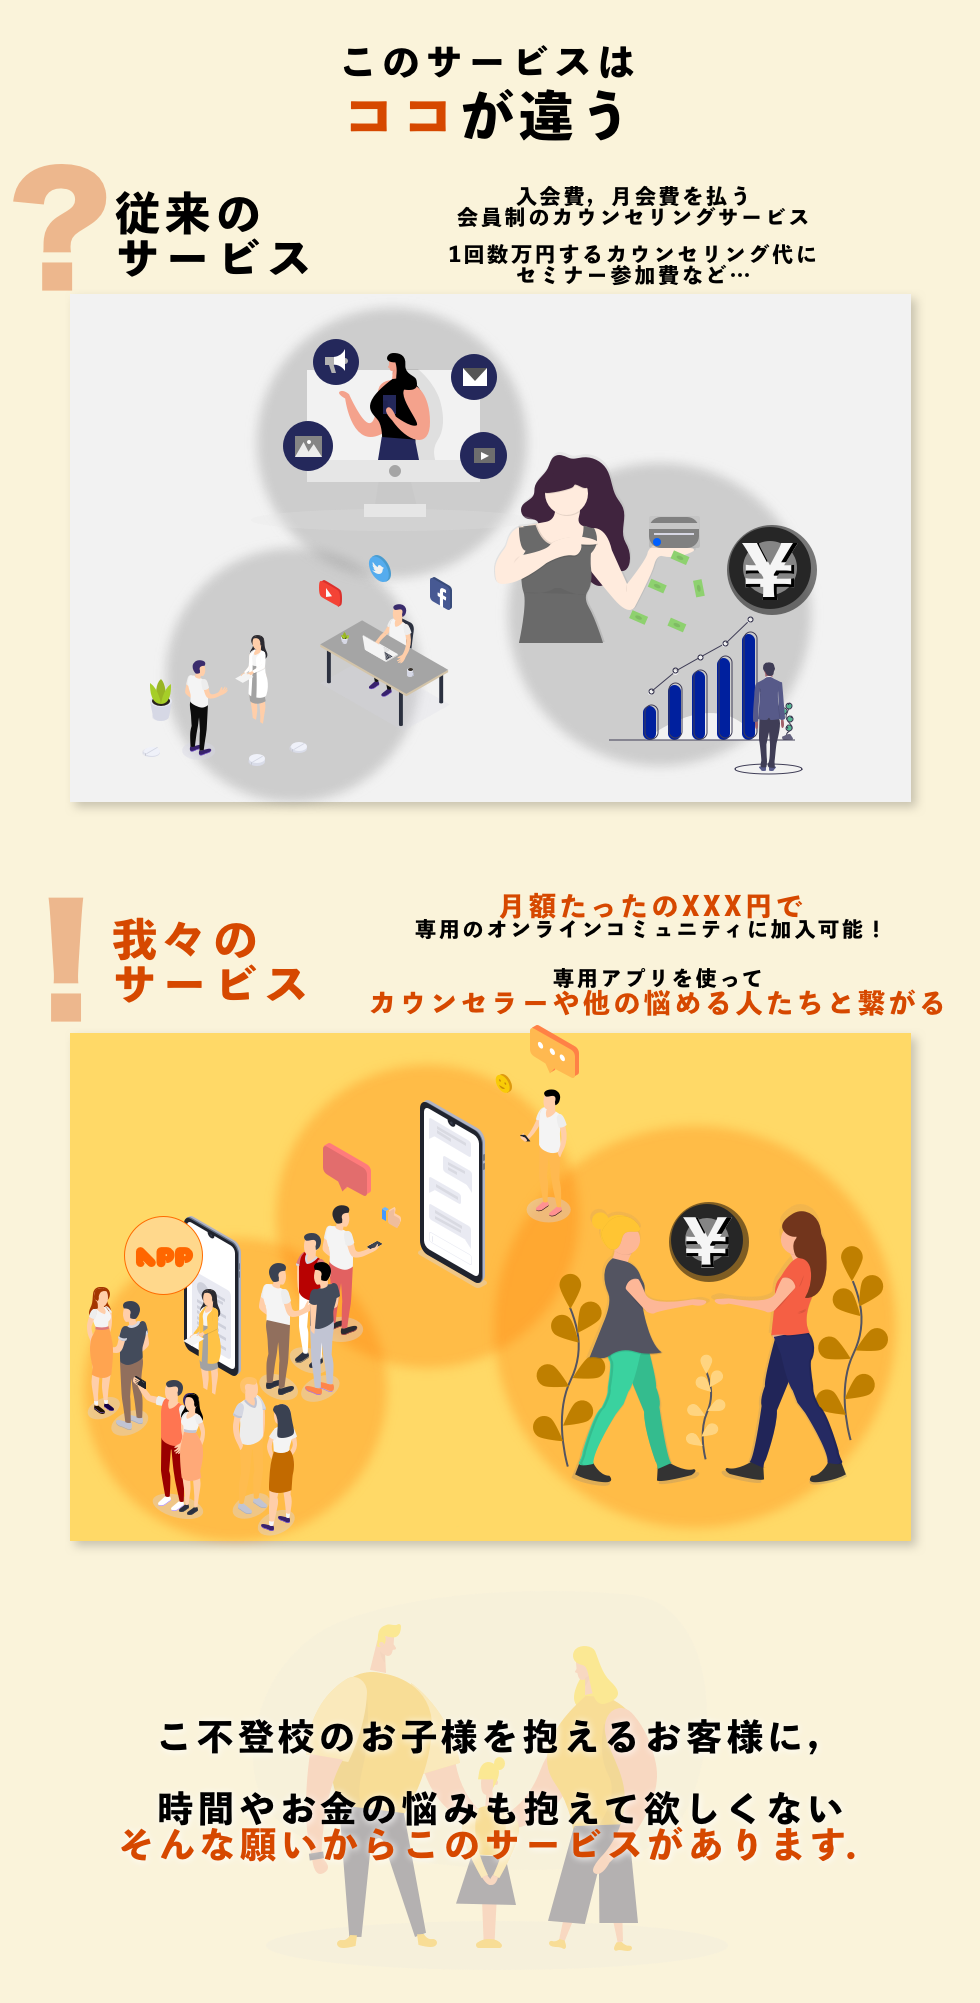 このサービスは
ココが違う
?
従来の
サービス
入会費，月会費を払う
会員制のカウンセリングサービス
1回数万円するカウンセリング代に
セミナー参加費など…
¥
!
我々の
サービス
月額たったのXXX円で
専用のオンラインコミュニティに加入可能！
専用アプリを使って
カウンセラーや他の悩める人たちと繋がる
APP
¥
こ不登校のお子様を抱えるお客様に，
時間やお金の悩みも抱えて欲しくない
そんな願いからこのサービスがあります.